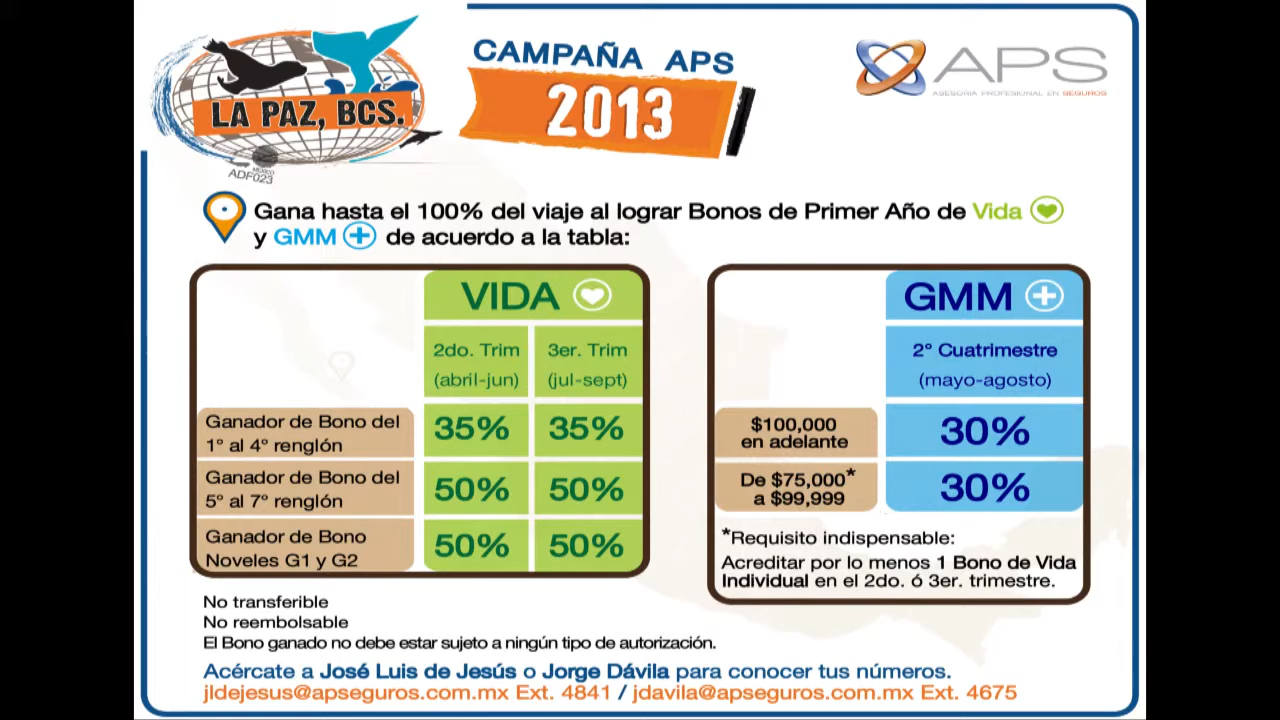 LA PAZ, BCS.
MÉXICO
ADF023
CAMPAÑA APS
2013
APS
ASESORÍA PROFESIONAL EN SEGUROS
Gana hasta el 100% del viaje al lograr Bonos de Primer Año de Vida
y GMM de acuerdo a la tabla:
VIDA
2do. Trim 3er. Trim
(abril-jun) (jul-sept)
Ganador de Bono del
1° al 4° renglón
35% 35%
Ganador de Bono del
5° al 7° renglón
50% 50%
Ganador de Bono
Noveles G1 y G2
50% 50%
GMM
2° Cuatrimestre
(mayo-agosto)
$100,000
en adelante
30%
De $75,000*
a $99,999
30%
*Requisito indispensable:
Acreditar por lo menos 1 Bono de Vida
Individual en el 2do. ó 3er. trimestre.
No transferible
No reembolsable
El Bono ganado no debe estar sujeto a ningún tipo de autorización.
Acércate a José Luis de Jesús o Jorge Dávila para conocer tus números.
jldejesus@apseguros.com.mx Ext. 4841 / jdavila@apseguros.com.mx Ext. 4675